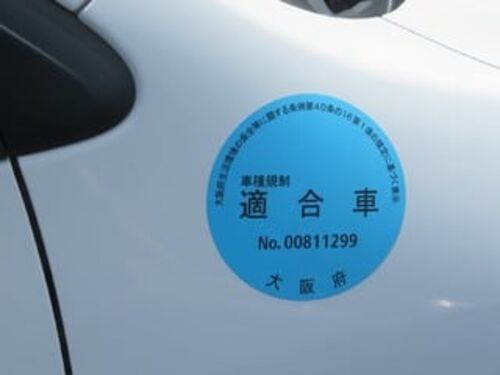 大阪府生活環境の保全等に関する条例第40条の16第1項の規定に基づく表示
車種規制
適合車
No.00811299
大阪府